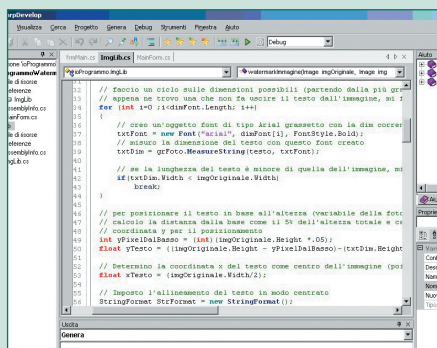 orpDevelop
Visualizza Cerca Progetto Genera Debug Strumenti Finestra Aiuto
Debug
frmMain.cs ImgLib.cs MainForm.cs
ioProgrammo.ImgLib
watermarkImmagine(Image imgOriginale, Image img
32 // faccio un ciclo sulle dimensioni possibili (partendo dalla più gr
33 // appena ne trovo una che non fa uscire il testo dall'immagine, mi f
34 for (int i=0 ;i<dimFont.Length; i++)
35 {
36 // creo un'oggetto font di tipo Arial grassetto con la dim corren
37 txtFont = new Font("arial", dimFont[i], FontStyle.Bold);
38 // misuro la dimensione del testo con questo font creato
39 txtDim = grFoto.MeasureString(testo, txtFont);
40
41 // se la lunghezza del testo è minore di quella dell'immagine, mi
42 if(txtDim.Width < imgOriginale.Width)
43 break;
44 }
45
46 // per posizionare il testo in base all'altezza (variabile della foto
47 // calcolo la distanza dalla base come il 5% dell'altezza totale e ca
48 // coordinata y per il posizionamento
49 int yPixelDalBasso = (int)(imgOriginale.Height *.05);
50 float yTesto = ((imgOriginale.Height - yPixelDalBasso)-(txtDim.Height
51
52 // Determino la coordinata x del testo come centro dell'immagine (poi
53 float xTesto = (imgOriginale.Width/2);
54
55 // Imposto l'allineamento del testo in modo centrato
56 StringFormat StrFormat = new StringFormat();
Uscita
Genera